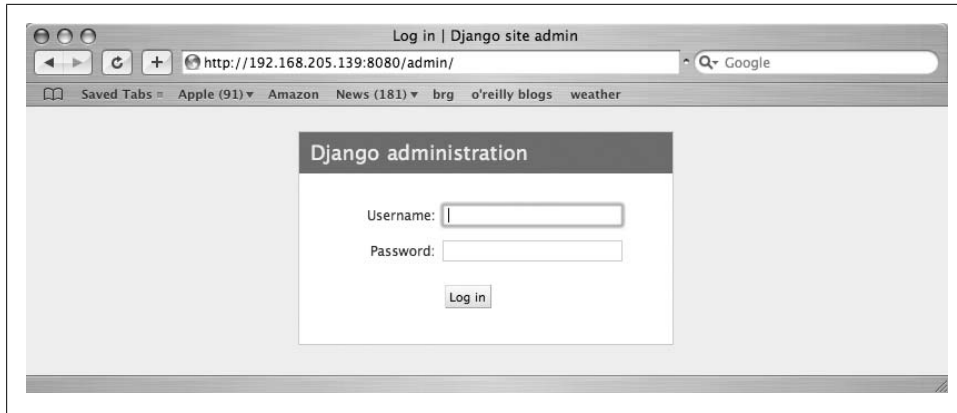 Log in | Django site admin
http://192.168.205.139:8080/admin/
Google
Saved Tabs Apple (91) Amazon News (181) brg o'reilly blogs weather
Django administration
Username:
Password:
Log in